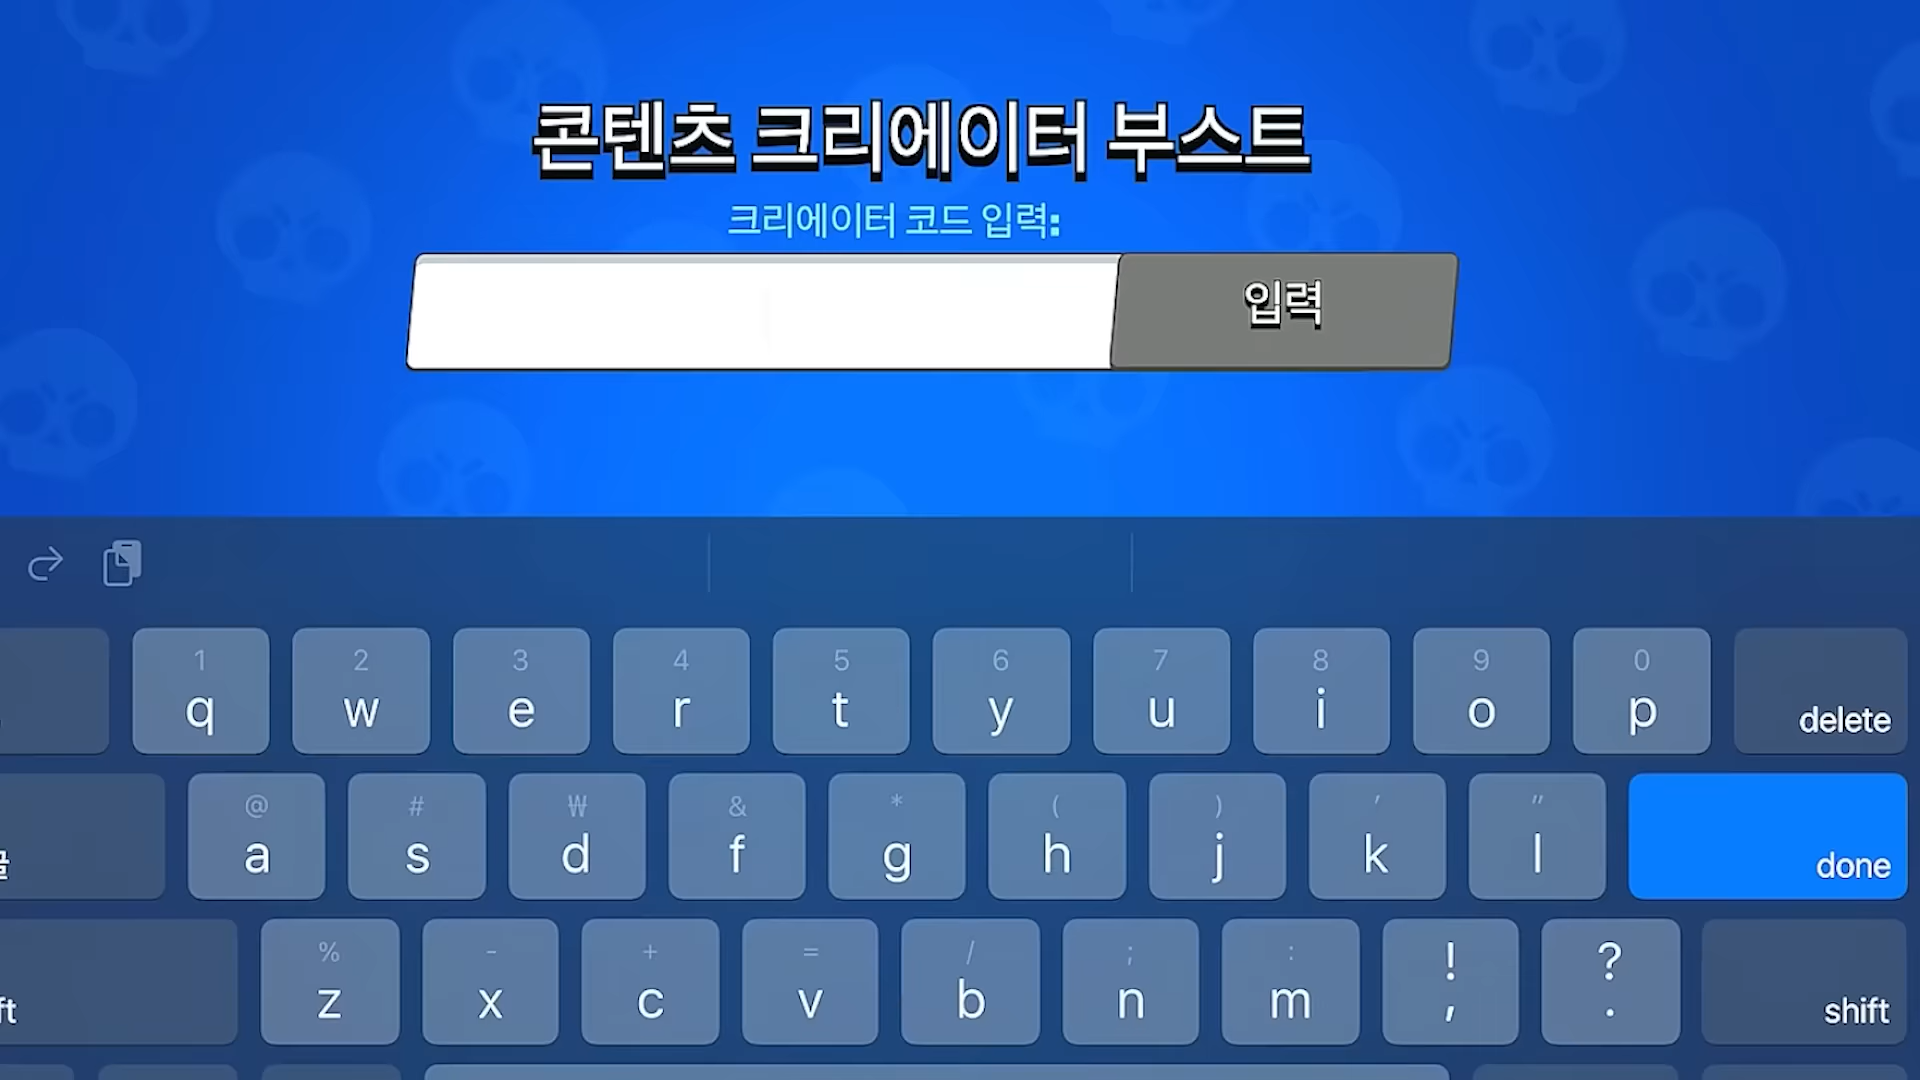 콘텐츠 크리에이터 부스트
크리에이터 코드 입력:
입력
1 2 3 4 5 6 7 8 9 0
q w e r t y u i o p delete
@ # ₩ & * ( ) ' "
a s d f g h j k l done
% - + = / ; : ! ?
z x c v b n m , . shift